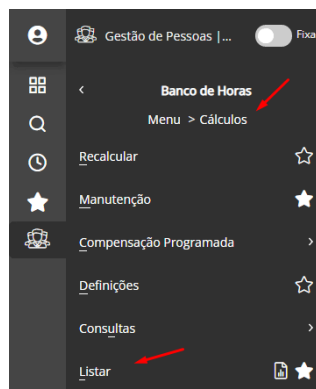 Gestão de Pessoas |...
Fixa
Banco de Horas
Menu > Cálculos
Recalcular
Manutenção
Compensação Programada
Definições
Consultas
Listar